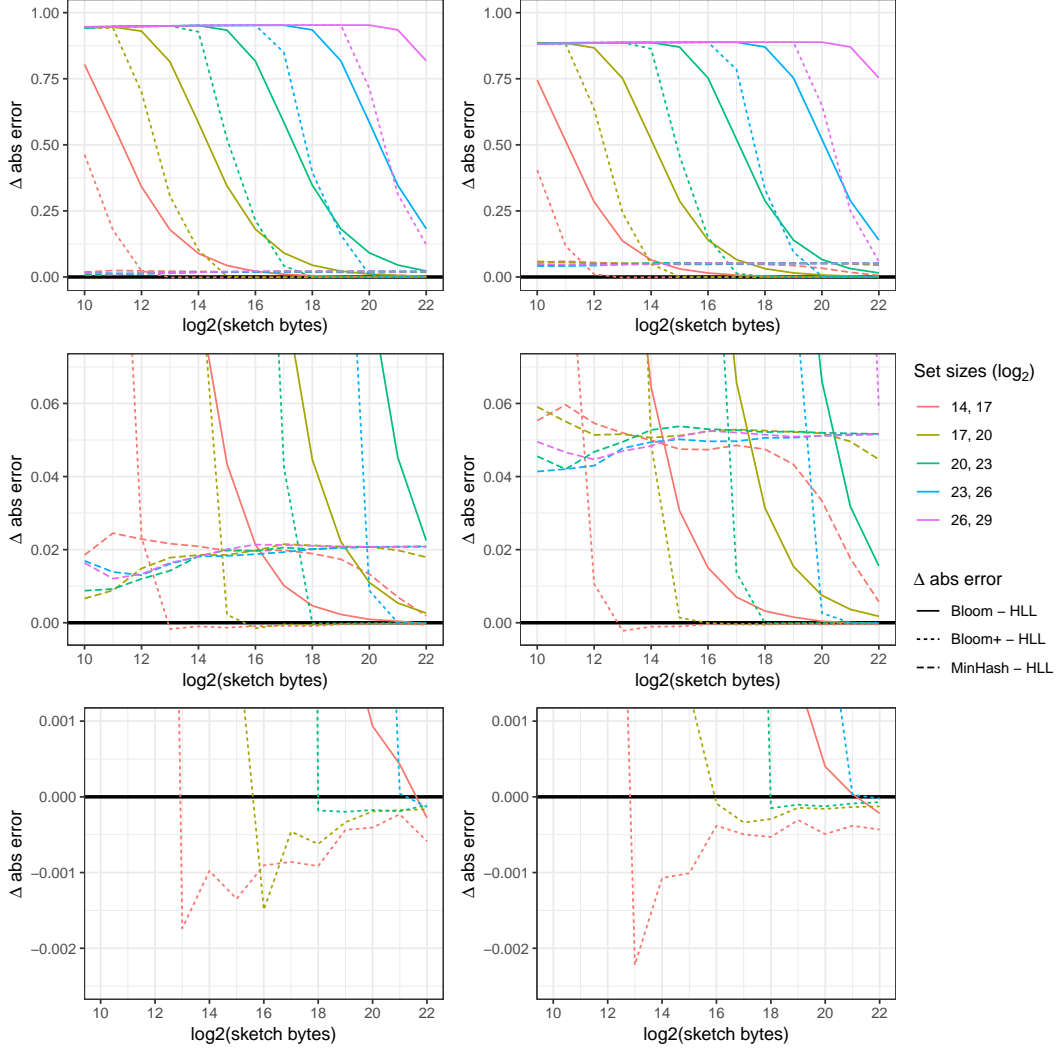 1.00
0.75
0.50
0.25
0.00
Δ abs error
10 12 14 16 18 20 22
log2(sketch bytes)
1.00
0.75
0.50
0.25
0.00
Δ abs error
10 12 14 16 18 20 22
log2(sketch bytes)
0.06
0.04
0.02
0.00
Δ abs error
10 12 14 16 18 20 22
log2(sketch bytes)
0.06
0.04
0.02
0.00
Δ abs error
10 12 14 16 18 20 22
log2(sketch bytes)
Set sizes (log₂)
14, 17
17, 20
20, 23
23, 26
26, 29
Δ abs error
Bloom − HLL
Bloom+ − HLL
MinHash − HLL
0.001
0.000
−0.001
−0.002
Δ abs error
10 12 14 16 18 20 22
log2(sketch bytes)
0.001
0.000
−0.001
−0.002
Δ abs error
10 12 14 16 18 20 22
log2(sketch bytes)